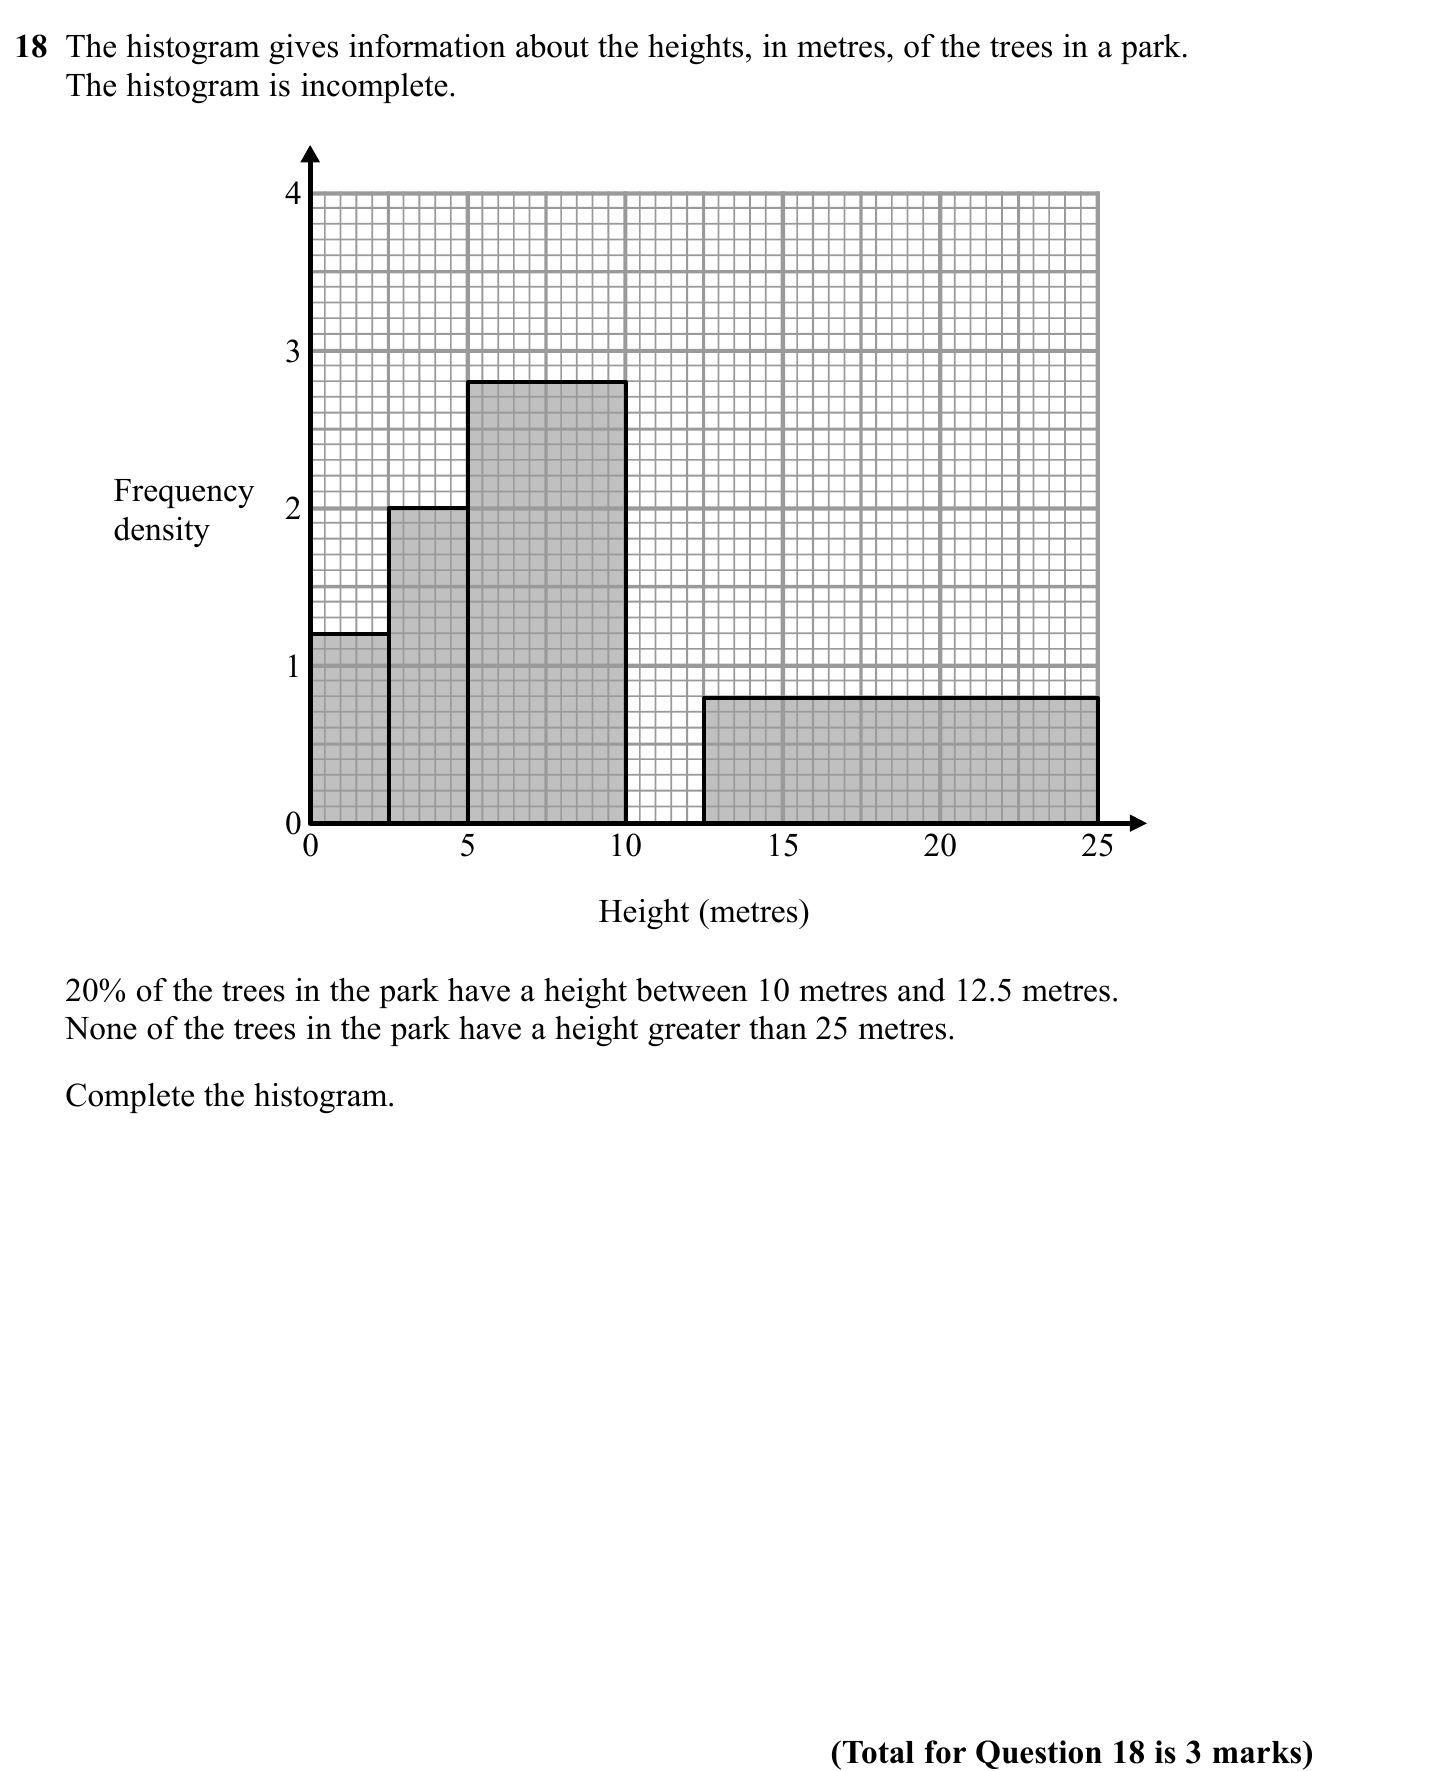 18 The histogram gives information about the heights, in metres, of the trees in a park.
The histogram is incomplete.
4
3
Frequency
density
2
1
0
0 5 10 15 20 25
Height (metres)
20% of the trees in the park have a height between 10 metres and 12.5 metres.
None of the trees in the park have a height greater than 25 metres.
Complete the histogram.
(Total for Question 18 is 3 marks)